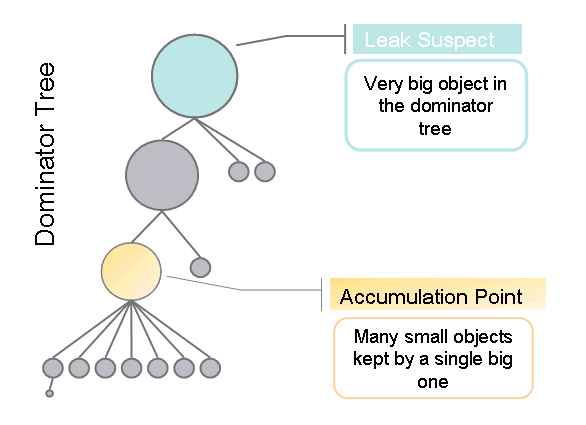 Dominator Tree
Leak Suspect
Very big object in
the dominator
tree
Accumulation Point
Many small objects
kept by a single big
one